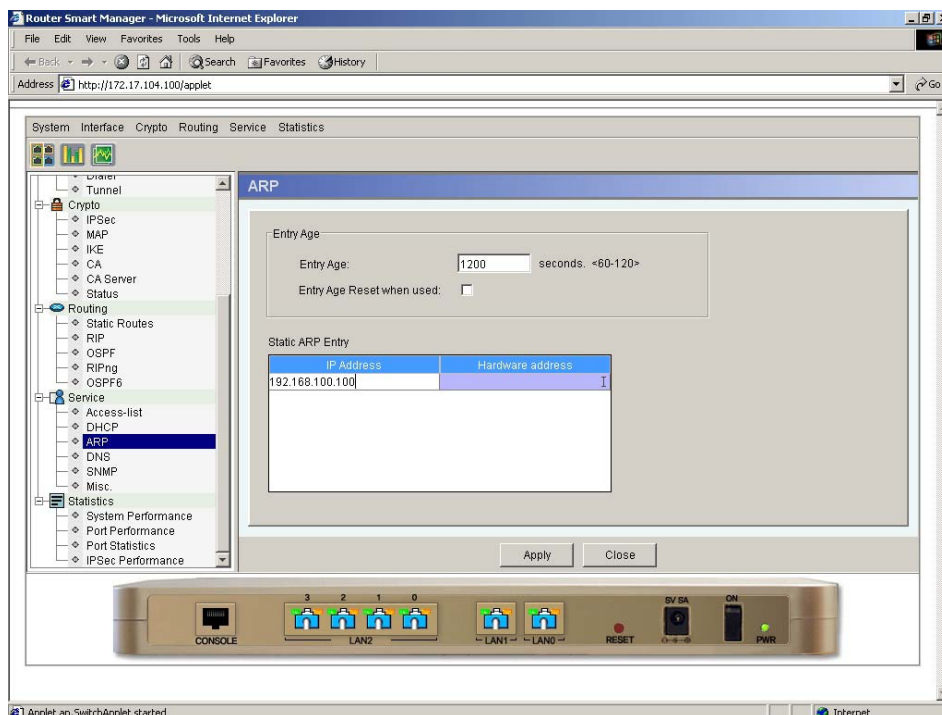 Router Smart Manager - Microsoft Internet Explorer
File Edit View Favorites Tools Help
Back Search Favorites History
Address http://172.17.104.100/applet Go
System Interface Crypto Routing Service Statistics
Dialer
Tunnel
Crypto
IPSec
MAP
IKE
CA
CA Server
Status
Routing
Static Routes
RIP
OSPF
RIPng
OSPF6
Service
Access-list
DHCP
ARP
DNS
SNMP
Misc.
Statistics
System Performance
Port Performance
Port Statistics
IPSec Performance
ARP
Entry Age
Entry Age: 1200 seconds. <60-120>
Entry Age Reset when used:
Static ARP Entry
IP Address Hardware address
192.168.100.100
Apply Close
3 2 1 0 5V 5A ON
CONSOLE LAN2 LAN1 LAN0 RESET PWR
Applet an.SwitchApplet started Internet